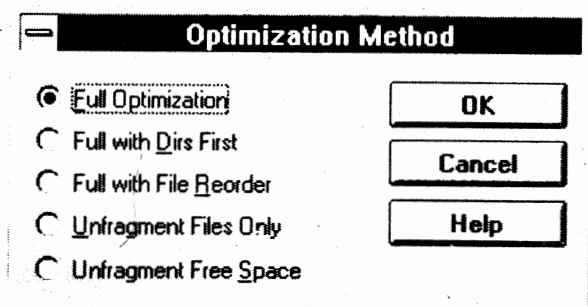 Optimization Method
Full Optimization
Full with Dirs First
Full with File Reorder
Unfragment Files Only
Unfragment Free Space
OK
Cancel
Help